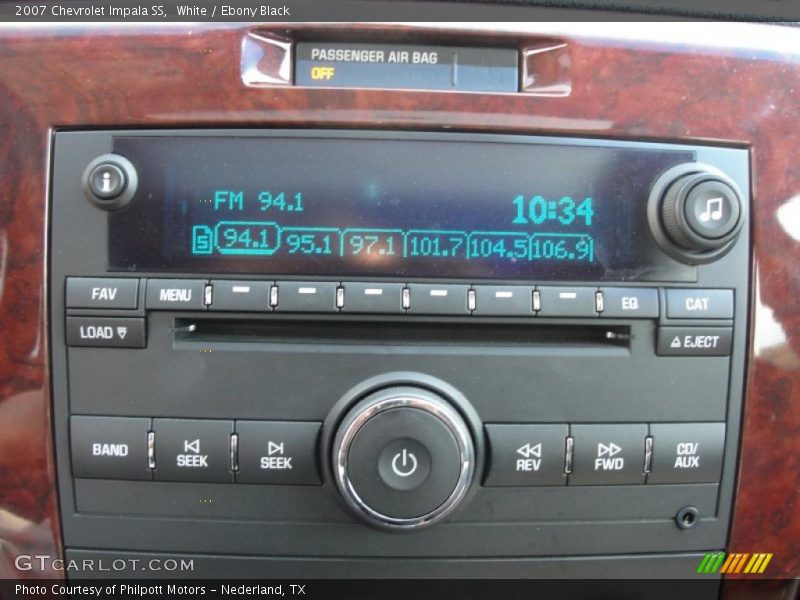 2007 Chevrolet Impala SS,  White / Ebony Black
PASSENGER AIR BAG
OFF
FM 94.1
10:34
5 94.1 95.1 97.1 101.7 104.5 106.9
FAV MENU EQ CAT
LOAD EJECT
BAND SEEK SEEK REV FWD CD/
AUX
GTCARLOT.COM
Photo Courtesy of Philpott Motors - Nederland, TX